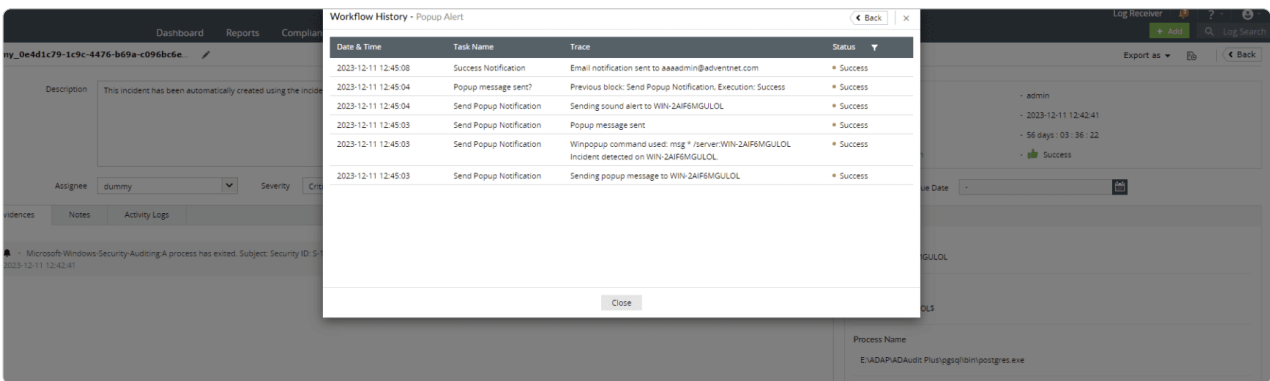 Workflow History - Popup Alert
Back
Log Receiver
?
Dashboard Reports Complian
+ Add
Log Search
ny_0e4d1c79-1c9c-4476-b69a-c096bc6e...
Export as
Back
Date & Time Task Name Trace Status
2023-12-11 12:45:08 Success Notification Email notification sent to aaaadmin@adventnet.com Success
2023-12-11 12:45:04 Popup message sent? Previous block: Send Popup Notification, Execution: Success Success
2023-12-11 12:45:04 Send Popup Notification Sending sound alert to WIN-2AIF6MGULOL Success
2023-12-11 12:45:03 Send Popup Notification Popup message sent Success
2023-12-11 12:45:03 Send Popup Notification Winpopup command used: msg * /server:WIN-2AIF6MGULOL Success
Incident detected on WIN-2AIF6MGULOL.
2023-12-11 12:45:03 Send Popup Notification Sending popup message to WIN-2AIF6MGULOL Success
Close
Description This incident has been automatically created using the incide
- admin
- 2023-12-11 12:42:41
- 56 days : 03 : 36 : 22
- Success
Assignee dummy Severity Crit
ue Date -
vidences Notes Activity Logs
- Microsoft-Windows-Security-Auditing:A process has exited. Subject: Security ID: S-1
2023-12-11 12:42:41
GULOL
OL$
Process Name
E:\ADAP\ADAudit Plus\pgsql\bin\postgres.exe